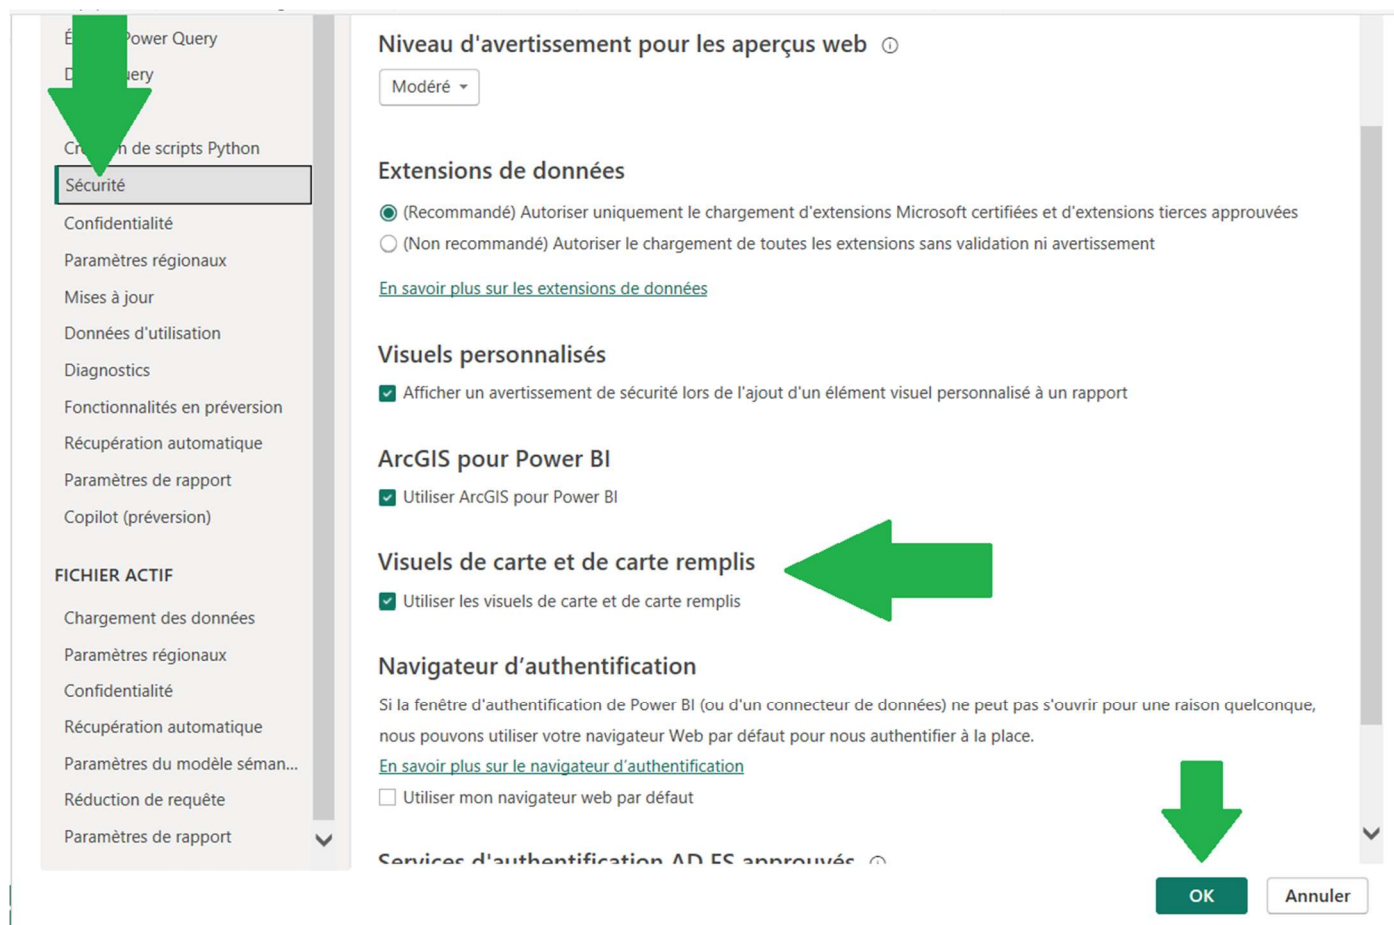 Power Query
Création de scripts Python
Sécurité
Confidentialité
Paramètres régionaux
Mises à jour
Données d'utilisation
Diagnostics
Fonctionnalités en préversion
Récupération automatique
Paramètres de rapport
Copilot (préversion)
FICHIER ACTIF
Chargement des données
Paramètres régionaux
Confidentialité
Récupération automatique
Paramètres du modèle séman...
Réduction de requête
Paramètres de rapport
Niveau d'avertissement pour les aperçus web
Modéré
Extensions de données
(Recommandé) Autoriser uniquement le chargement d'extensions Microsoft certifiées et d'extensions tierces approuvées
(Non recommandé) Autoriser le chargement de toutes les extensions sans validation ni avertissement
En savoir plus sur les extensions de données
Visuels personnalisés
Afficher un avertissement de sécurité lors de l'ajout d'un élément visuel personnalisé à un rapport
ArcGIS pour Power BI
Utiliser ArcGIS pour Power BI
Visuels de carte et de carte remplis
Utiliser les visuels de carte et de carte remplis
Navigateur d’authentification
Si la fenêtre d'authentification de Power BI (ou d'un connecteur de données) ne peut pas s'ouvrir pour une raison quelconque,
nous pouvons utiliser votre navigateur Web par défaut pour nous authentifier à la place.
En savoir plus sur le navigateur d’authentification
Utiliser mon navigateur web par défaut
Services d'authentification AD FS approuvés
OK
Annuler